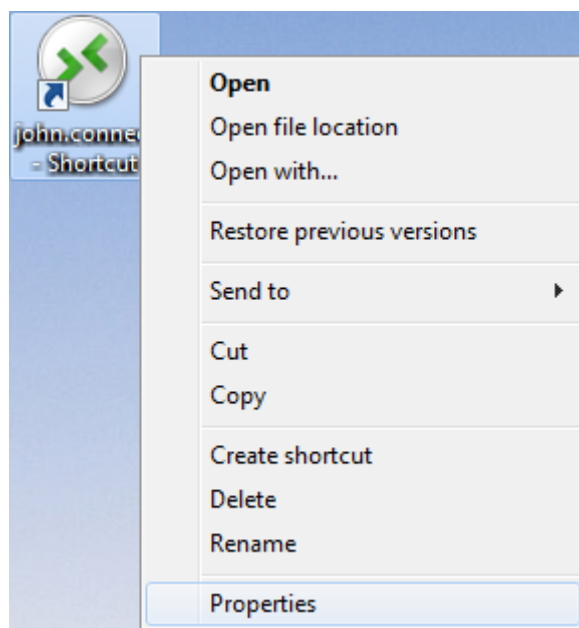 john.conne
- Shortcut
Open
Open file location
Open with...
Restore previous versions
Send to
Cut
Copy
Create shortcut
Delete
Rename
Properties